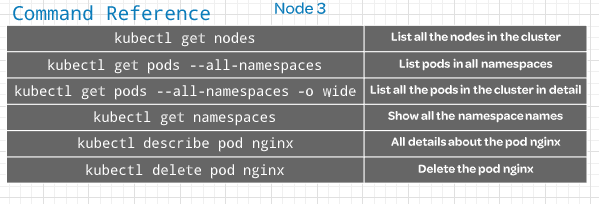 Command Reference
Node 3
kubectl get nodes
List all the nodes in the cluster
kubectl get pods --all-namespaces
List pods in all namespaces
kubectl get pods --all-namespaces -o wide
List all the pods in the cluster in detail
kubectl get namespaces
Show all the namespace names
kubectl describe pod nginx
All details about the pod nginx
kubectl delete pod nginx
Delete the pod nginx